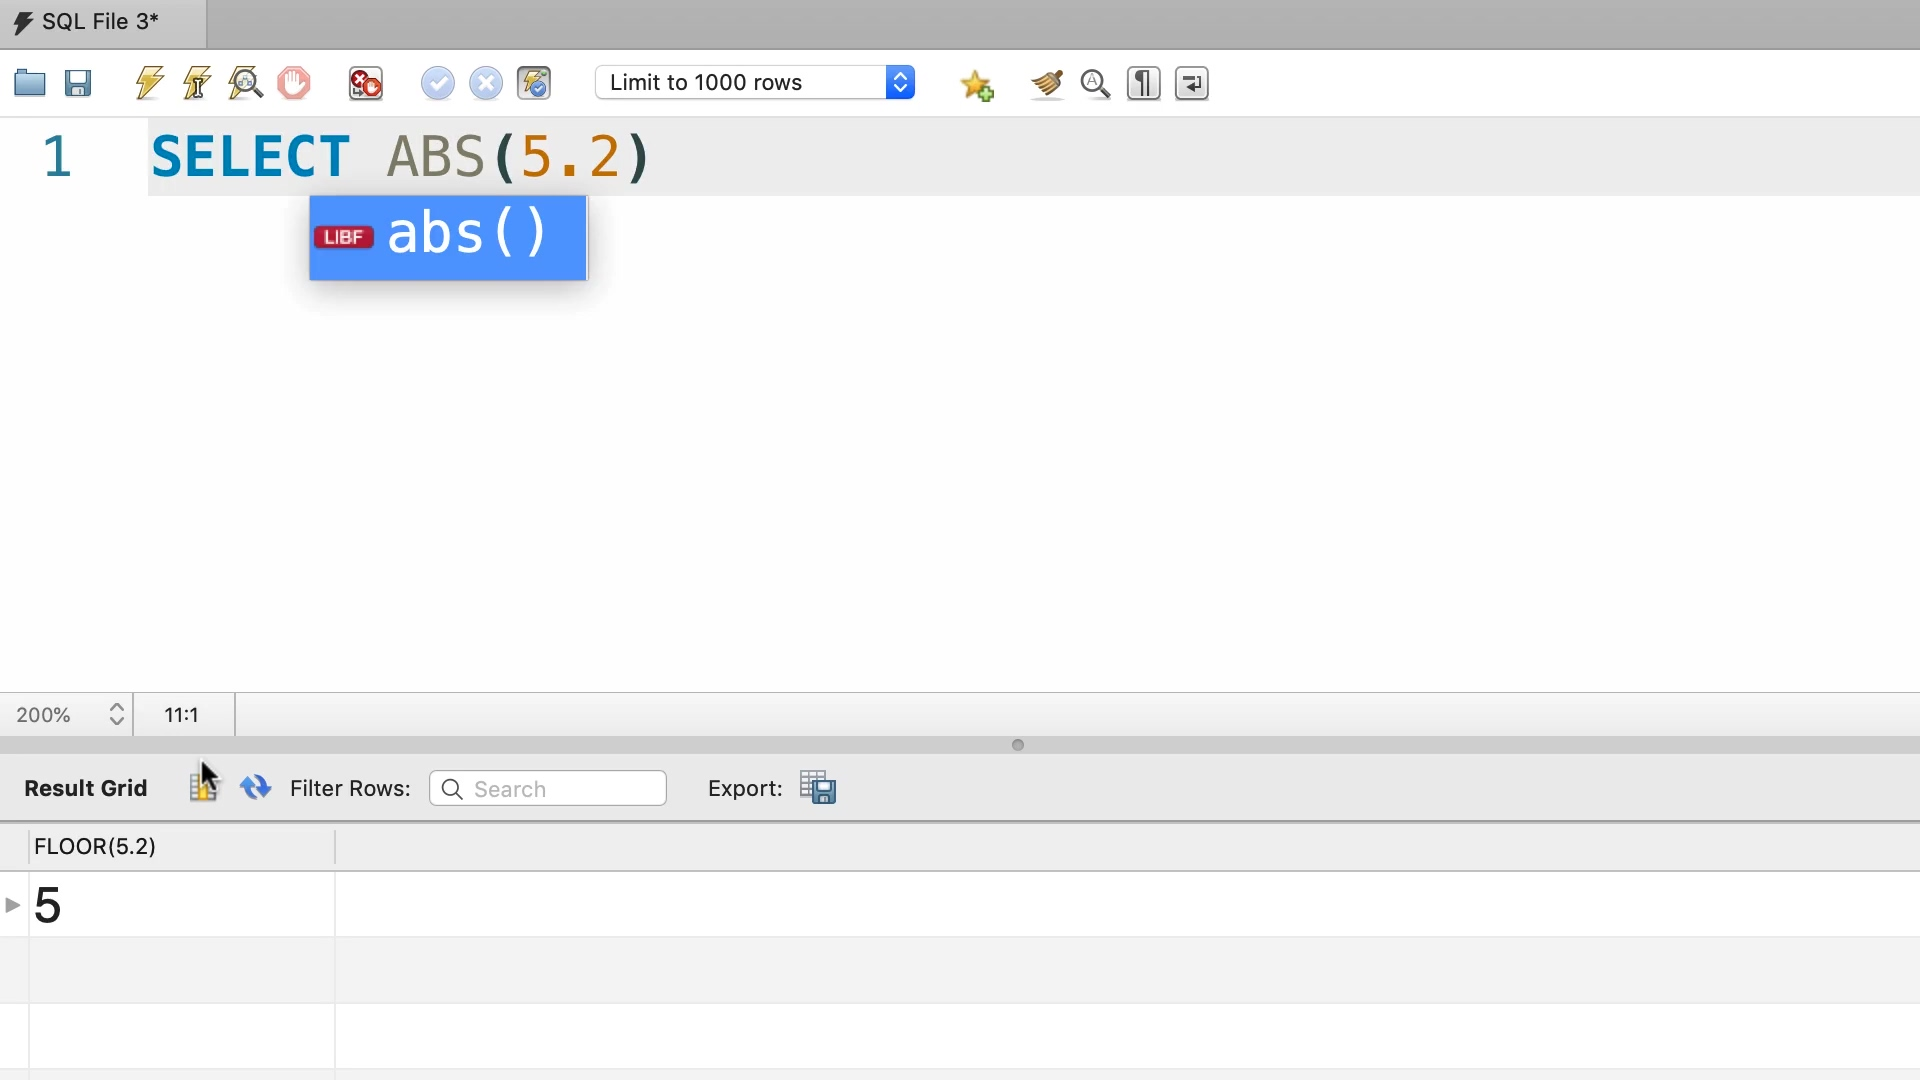 SQL File 3*
Limit to 1000 rows
1 SELECT ABS(5.2)
LIBF abs()
200% 11:1
Result Grid Filter Rows: Search Export:
FLOOR(5.2)
5